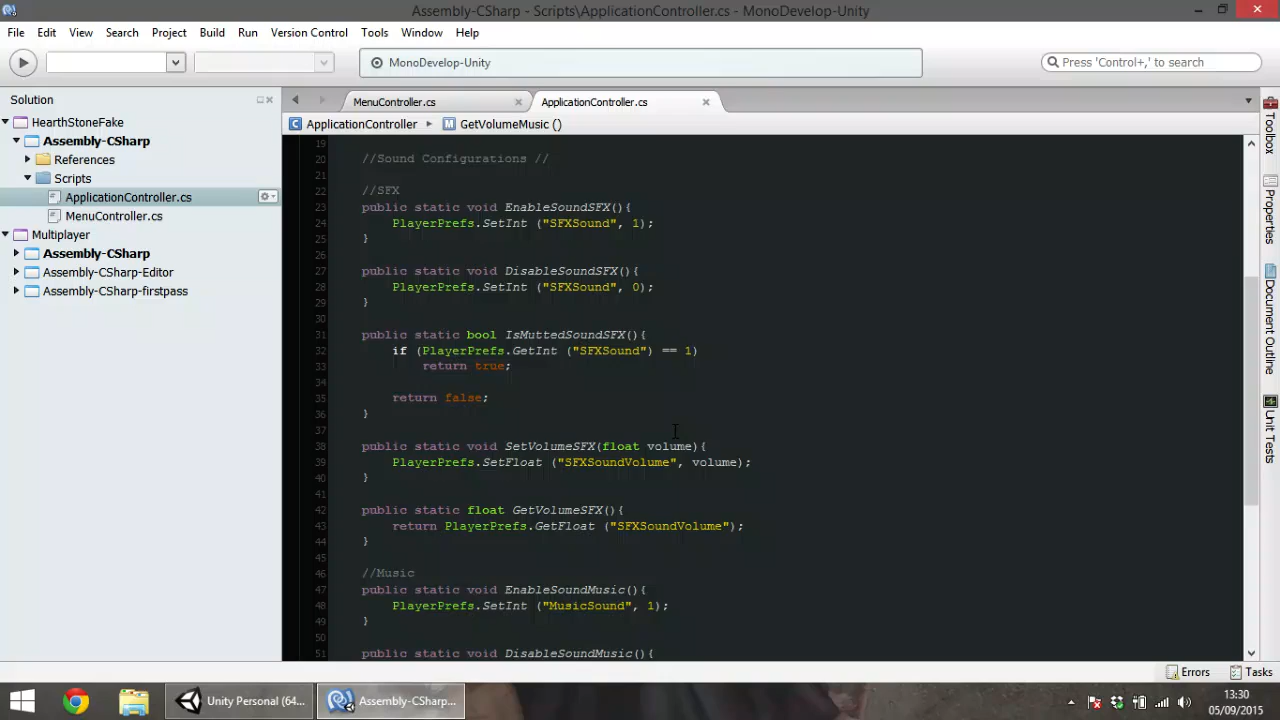 Assembly-CSharp - Scripts\ApplicationController.cs - MonoDevelop-Unity
File Edit View Search Project Build Run Version Control Tools Window Help
MonoDevelop-Unity
Press 'Control+,' to search
Solution
MenuController.cs
ApplicationController.cs
ApplicationController
GetVolumeMusic ()
HearthStoneFake
Assembly-CSharp
References
Scripts
ApplicationController.cs
MenuController.cs
Multiplayer
Assembly-CSharp
Assembly-CSharp-Editor
Assembly-CSharp-firstpass
19
20 //Sound Configurations //
21
22 //SFX
23 public static void EnableSoundSFX(){
24 PlayerPrefs.SetInt ("SFXSound", 1);
25 }
26
27 public static void DisableSoundSFX(){
28 PlayerPrefs.SetInt ("SFXSound", 0);
29 }
30
31 public static bool IsMuttedSoundSFX(){
32 if (PlayerPrefs.GetInt ("SFXSound") == 1)
33 return true;
34
35 return false;
36 }
37
38 public static void SetVolumeSFX(float volume){
39 PlayerPrefs.SetFloat ("SFXSoundVolume", volume);
40 }
41
42 public static float GetVolumeSFX(){
43 return PlayerPrefs.GetFloat ("SFXSoundVolume");
44 }
45
46 //Music
47 public static void EnableSoundMusic(){
48 PlayerPrefs.SetInt ("MusicSound", 1);
49 }
50
51 public static void DisableSoundMusic(){
Toolbox
Properties
Document Outline
Unit Tests
Errors
Tasks
Unity Personal (64...
Assembly-CSharp...
13:30
05/09/2015